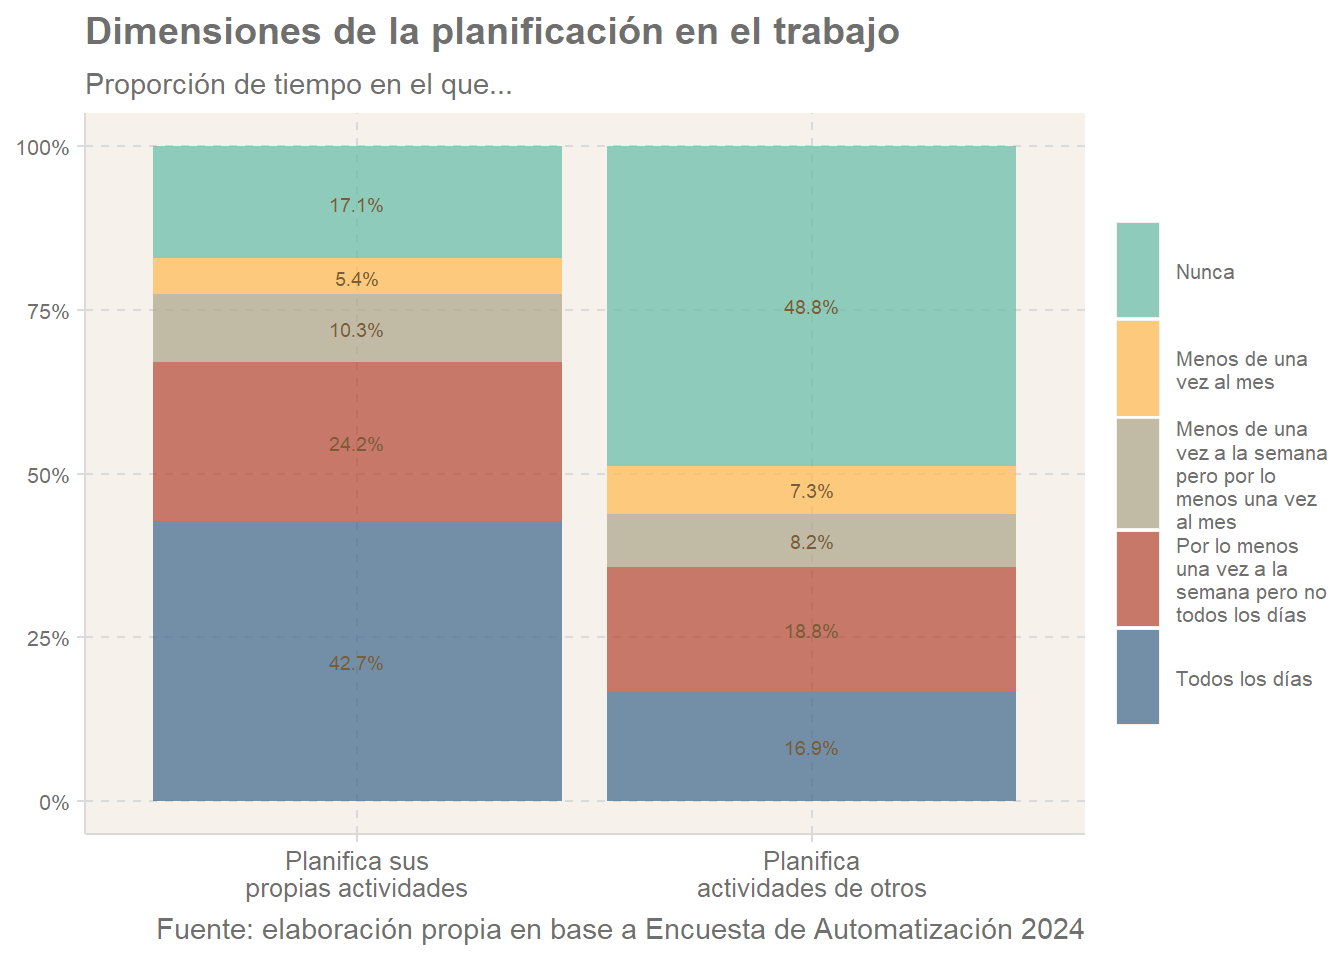 Dimensiones de la planificación en el trabajo
Proporción de tiempo en el que...
100%
75%
50%
25%
0%
17.1%
5.4%
10.3%
24.2%
42.7%
48.8%
7.3%
8.2%
18.8%
16.9%
Planifica sus
propias actividades
Planifica
actividades de otros
Nunca
Menos de una
vez al mes
Menos de una
vez a la semana
pero por lo
menos una vez
al mes
Por lo menos
una vez a la
semana pero no
todos los días
Todos los días
Fuente: elaboración propia en base a Encuesta de Automatización 2024